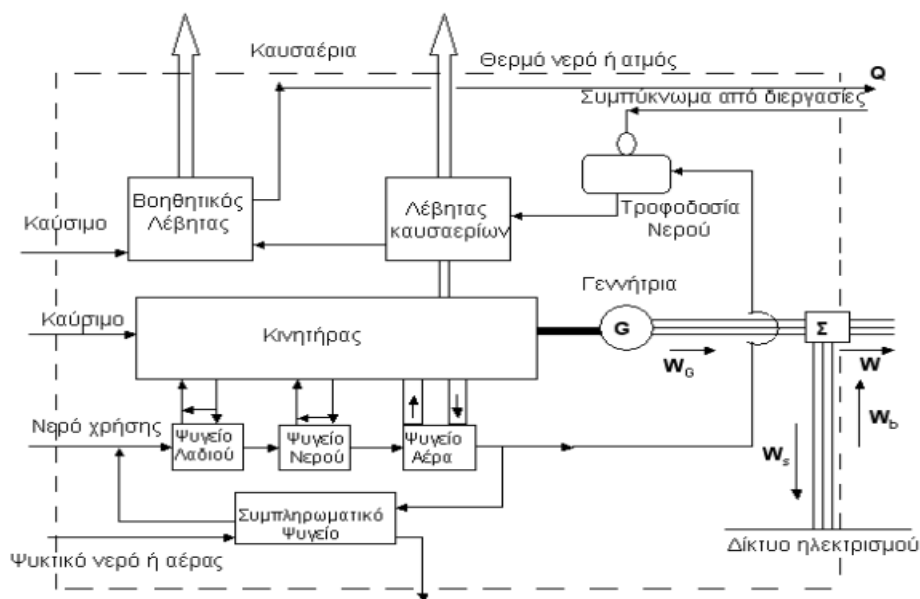 Καυσαέρια
Θερμό νερό ή ατμός
Q
Συμπύκνωμα από διεργασίες
Βοηθητικός
Λέβητας
Λέβητας
καυσαερίων
Τροφοδοσία
Νερού
Καύσιμο
Γεννήτρια
Καύσιμο
Κινητήρας
G
Σ
W_G
W
Νερό χρήσης
Ψυγείο
Λαδιού
Ψυγείο
Νερού
Ψυγείο
Αέρα
W_s
W_b
Συμπληρωματικό
Ψυγείο
Ψυκτικό νερό ή αέρας
Δίκτυο ηλεκτρισμού